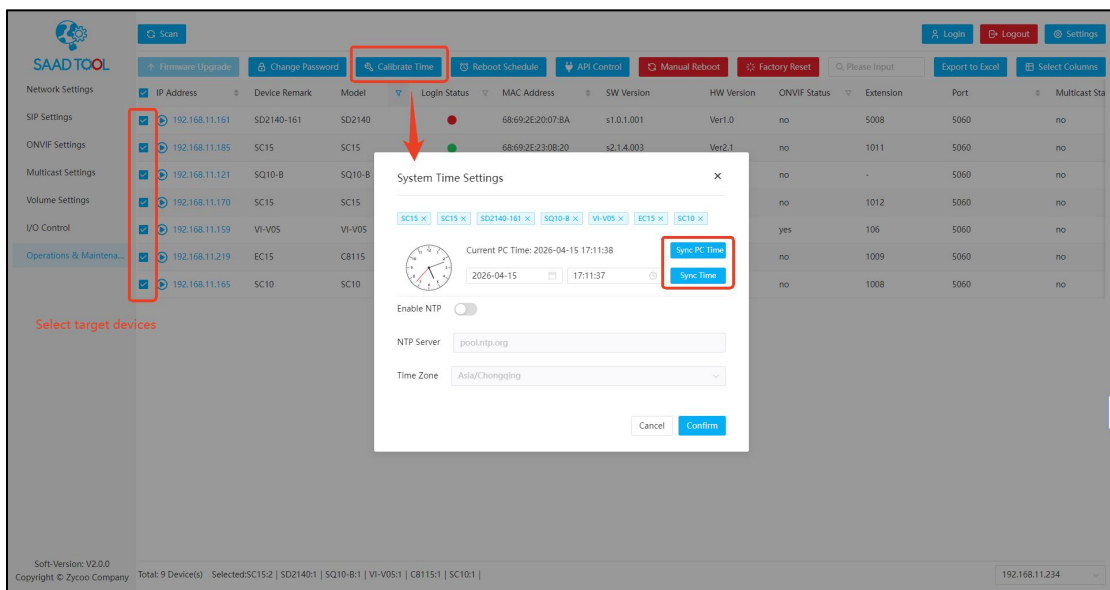 SAAD TOOL
Scan
Login
Logout
Settings
Firmware Upgrade
Change Password
Calibrate Time
Reboot Schedule
API Control
Manual Reboot
Factory Reset
Please Input
Export to Excel
Select Columns
Network Settings
SIP Settings
ONVIF Settings
Multicast Settings
Volume Settings
I/O Control
Operations & Maintena...
IP Address Device Remark Model Login Status MAC Address SW Version HW Version ONVIF Status Extension Port Multicast Sta
192.168.11.161 SD2140-161 SD2140 68:69:2E:20:07:BA s1.0.1.001 Ver1.0 no 5008 5060 no
192.168.11.185 SC15 SC15 68:69:2E:23:0B:20 s2.1.4.003 Ver2.1 no 1011 5060 no
192.168.11.121 SQ10-B SQ10-B no - 5060 no
192.168.11.170 SC15 SC15 no 1012 5060 no
192.168.11.159 VI-V05 VI-V05 yes 106 5060 no
192.168.11.219 EC15 C8115 no 1009 5060 no
192.168.11.165 SC10 SC10 no 1008 5060 no
Select target devices
System Time Settings
SC15 × SC15 × SD2140-161 × SQ10-B × VI-V05 × EC15 × SC10 ×
Current PC Time: 2026-04-15 17:11:38
Sync PC Time
2026-04-15 17:11:37
Sync Time
Enable NTP
NTP Server pool.ntp.org
Time Zone Asia/Chongqing
Cancel Confirm
Soft-Version: V2.0.0
Copyright © Zycoo Company
Total: 9 Device(s) Selected:SC15:2 | SD2140:1 | SQ10-B:1 | VI-V05:1 | C8115:1 | SC10:1 |
192.168.11.234